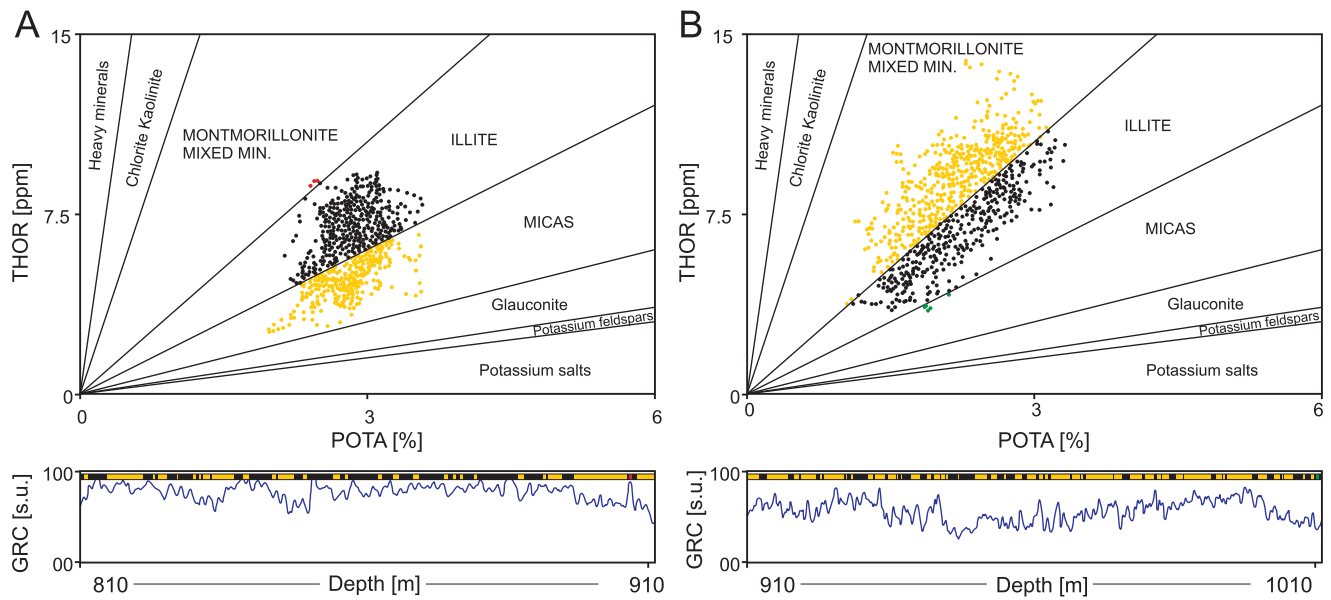 A
15
7.5
0
THOR [ppm]
Heavy minerals
Chlorite Kaolinite
MONTMORILLONITE
MIXED MIN.
ILLITE
MICAS
Glauconite
Potassium feldspars
Potassium salts
0
3
6
POTA [%]
100
00
GRC [s.u.]
810
Depth [m]
910
B
15
7.5
0
THOR [ppm]
Heavy minerals
Chlorite Kaolinite
MONTMORILLONITE
MIXED MIN.
ILLITE
MICAS
Glauconite
Potassium feldspars
Potassium salts
0
3
6
POTA [%]
100
00
GRC [s.u.]
910
Depth [m]
1010